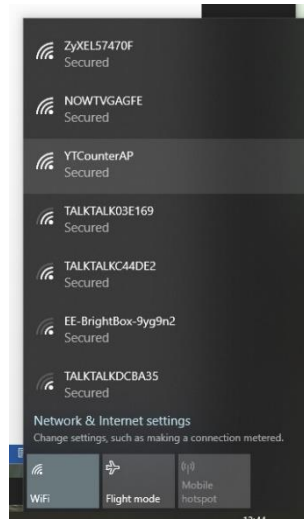 ZyXEL57470F
Secured
NOWTVGAGFE
Secured
YTCounterAP
Secured
TALKTALK03E169
Secured
TALKTALKC44DE2
Secured
EE-BrightBox-9yg9n2
Secured
TALKTALKDCBA35
Secured
Network & Internet settings
Change settings, such as making a connection metered.
WiFi
Flight mode
Mobile
hotspot